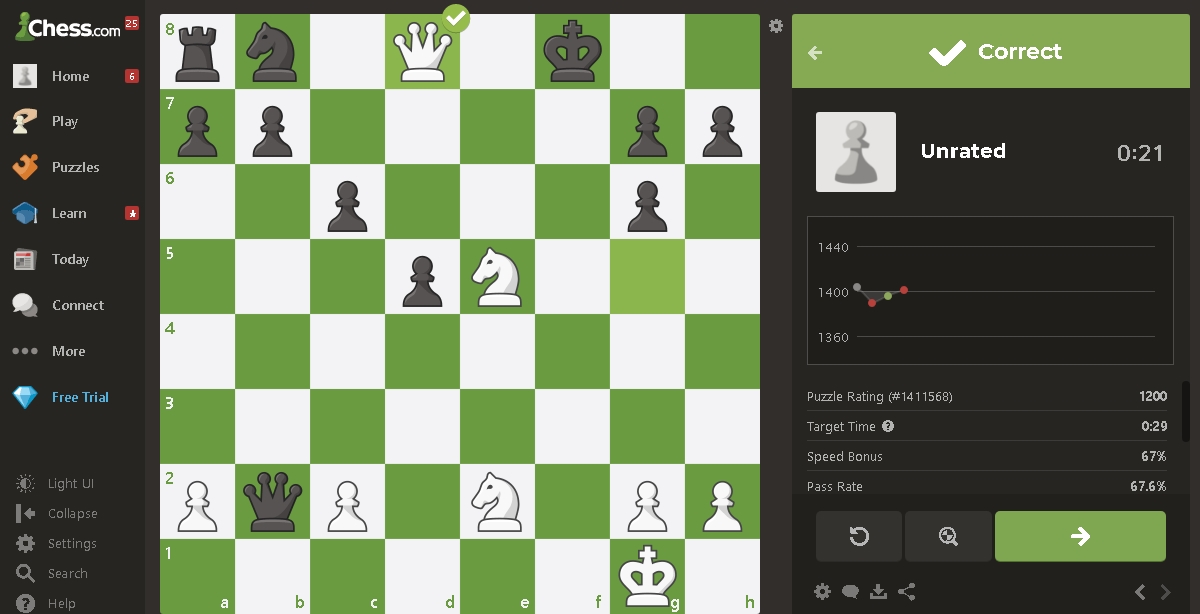 Chess.com 25
Home 6
Play
Puzzles
Learn
Today
Connect
More
Free Trial
Light UI
Collapse
Settings
Search
Help
8
7
6
5
4
3
2
1
a b c d e f g h
Correct
Unrated 0:21
1440
1400
1360
Puzzle Rating (#1411568) 1200
Target Time ? 0:29
Speed Bonus 67%
Pass Rate 67.6%